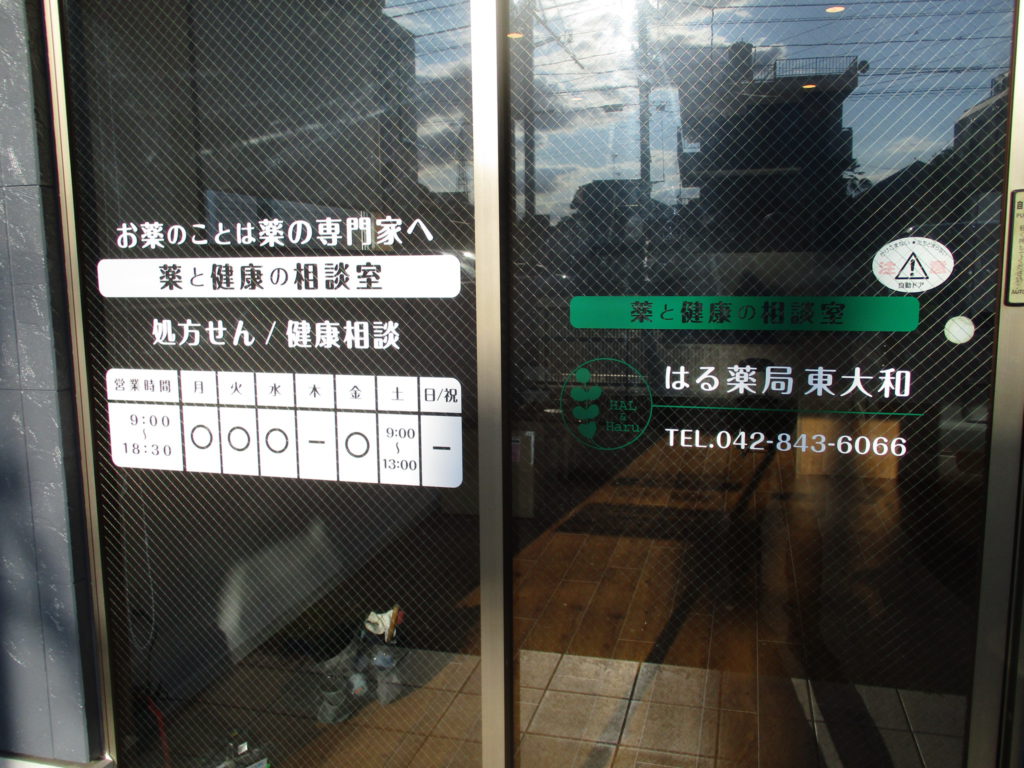 お薬のことは薬の専門家へ
薬と健康の相談室
処方せん / 健康相談
営業時間 月 火 水 木 金 土 日/祝
9:00〜18:30 〇 〇 〇 ー 〇 9:00〜13:00 ー
薬と健康の相談室
HAL
&
Haru
はる薬局 東大和
TEL.042-843-6066
注意
自動ドア